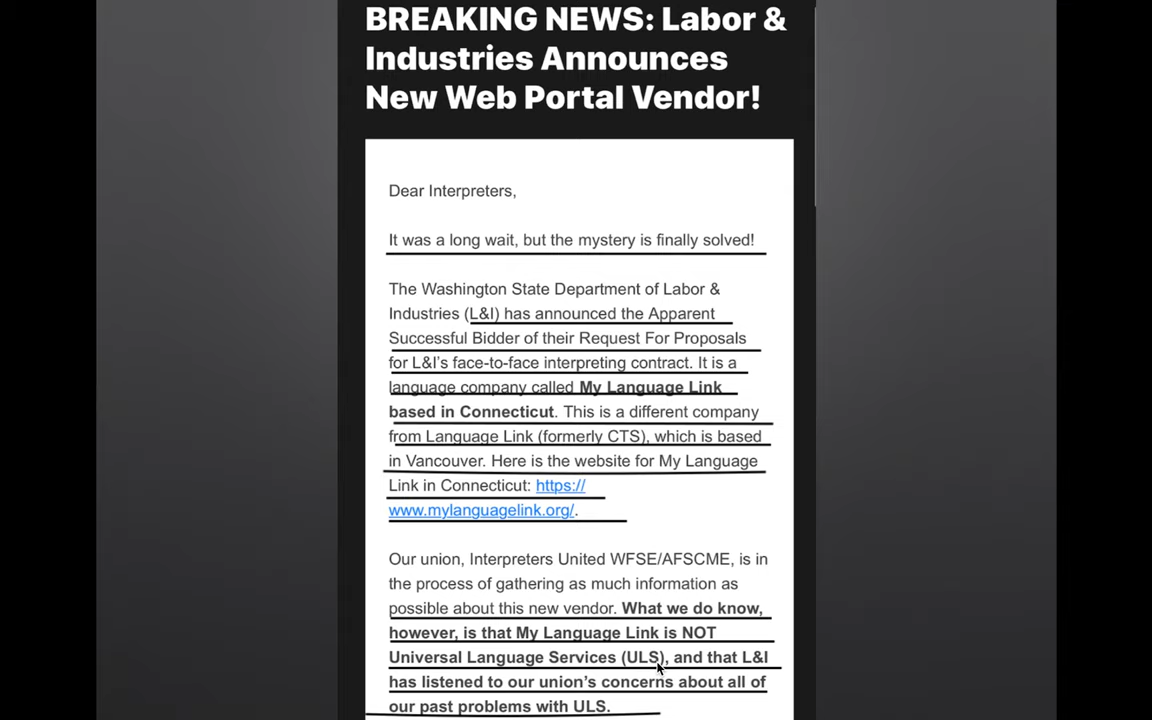 BREAKING NEWS: Labor &
Industries Announces
New Web Portal Vendor!
Dear Interpreters,
It was a long wait, but the mystery is finally solved!
The Washington State Department of Labor &
Industries (L&I) has announced the Apparent
Successful Bidder of their Request For Proposals
for L&I's face-to-face interpreting contract. It is a
language company called My Language Link
based in Connecticut. This is a different company
from Language Link (formerly CTS), which is based
in Vancouver. Here is the website for My Language
Link in Connecticut: https://
www.mylanguagelink.org/.
Our union, Interpreters United WFSE/AFSCME, is in
the process of gathering as much information as
possible about this new vendor. What we do know,
however, is that My Language Link is NOT
Universal Language Services (ULS), and that L&I
has listened to our union's concerns about all of
our past problems with ULS.